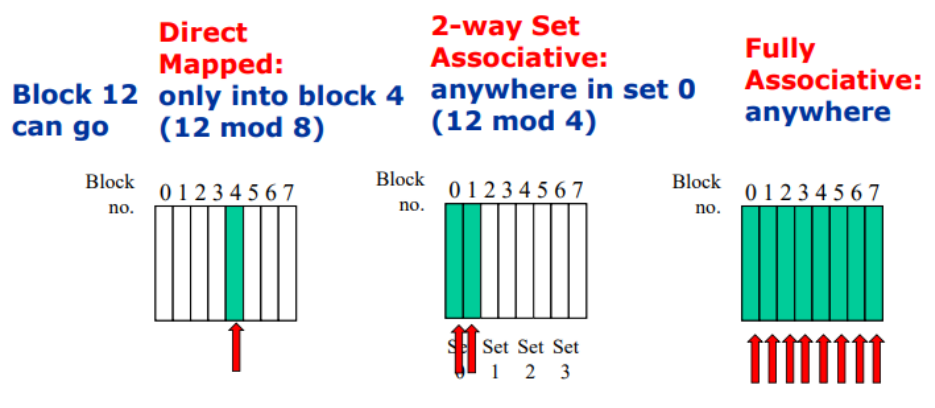 Block 12
can go
Direct
Mapped:
only into block 4
(12 mod 8)
2-way Set
Associative:
anywhere in set 0
(12 mod 4)
Fully
Associative:
anywhere
Block
no.
0 1 2 3 4 5 6 7
Block
no.
0 1 2 3 4 5 6 7
Set Set Set Set
0 1 2 3
Block
no.
0 1 2 3 4 5 6 7